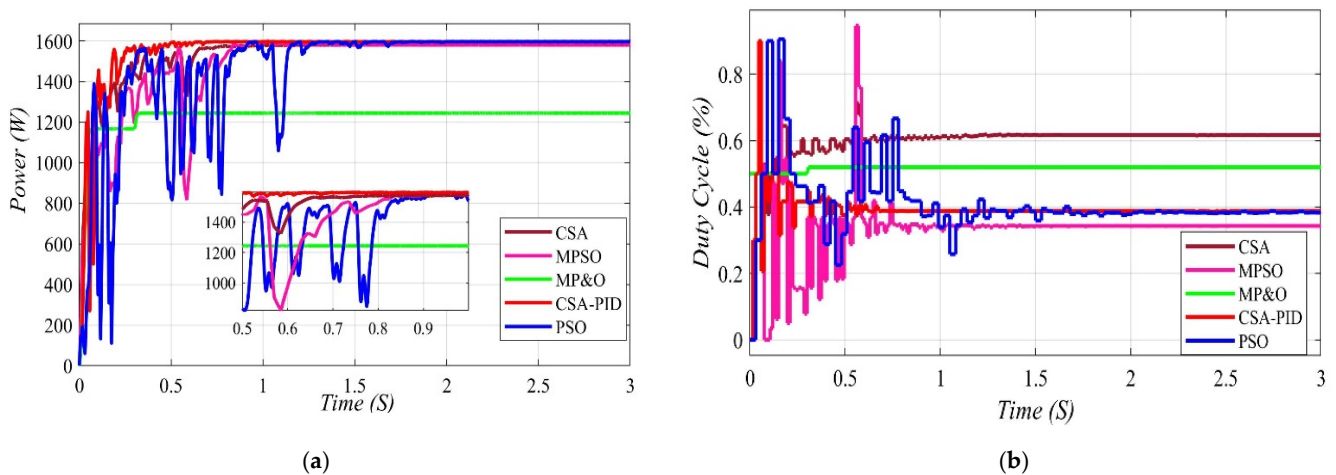 Power (W)
1600
1400
1200
1000
800
600
400
200
0
0 0.5 1 1.5 2 2.5 3
Time (S)
1400
1200
1000
0.5 0.6 0.7 0.8 0.9
CSA
MPSO
MP&O
CSA-PID
PSO
(a)
Duty Cycle (%)
0.8
0.6
0.4
0.2
0
0 0.5 1 1.5 2 2.5 3
Time (S)
CSA
MPSO
MP&O
CSA-PID
PSO
(b)